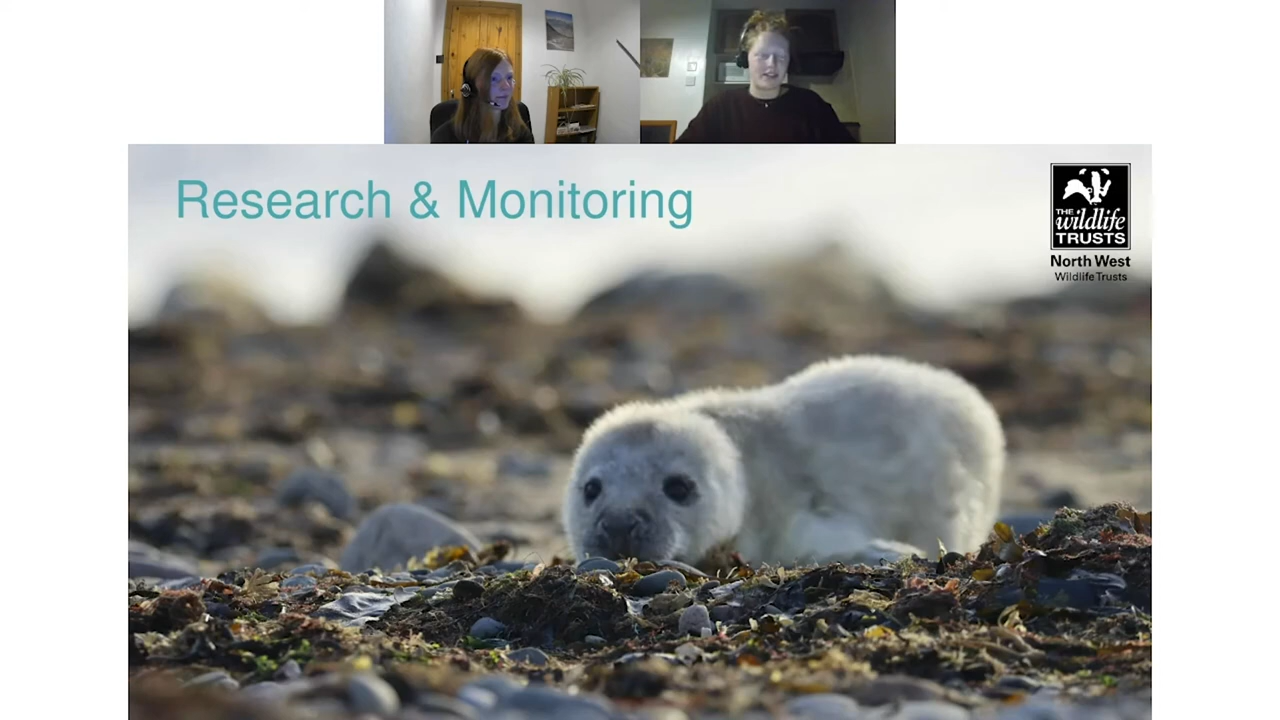 Research & Monitoring
THE
wildlife
TRUSTS
North West
Wildlife Trusts